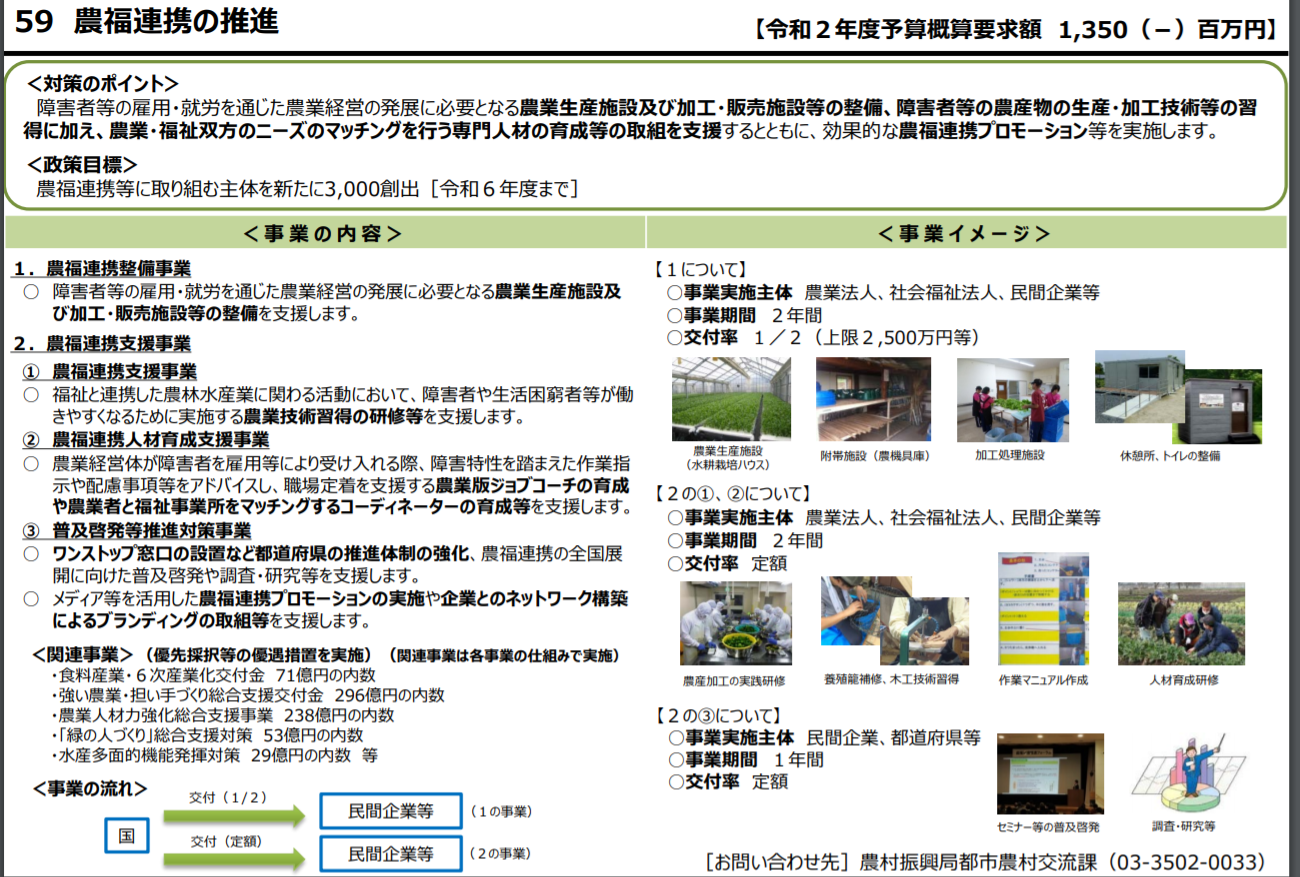 59 農福連携の推進
【令和２年度予算概算要求額 1,350（－）百万円】
＜対策のポイント＞
障害者等の雇用・就労を通じた農業経営の発展に必要となる農業生産施設及び加工・販売施設等の整備、障害者等の農産物の生産・加工技術等の習
得に加え、農業・福祉双方のニーズのマッチングを行う専門人材の育成等の取組を支援するとともに、効果的な農福連携プロモーション等を実施します。
＜政策目標＞
農福連携等に取り組む主体を新たに3,000創出［令和６年度まで］
＜事業の内容＞
１．農福連携整備事業
○ 障害者等の雇用・就労を通じた農業経営の発展に必要となる農業生産施設及
び加工・販売施設等の整備を支援します。
２．農福連携支援事業
① 農福連携支援事業
○ 福祉と連携した農林水産業に関わる活動において、障害者や生活困窮者等が働
きやすくなるために実施する農業技術習得の研修等を支援します。
② 農福連携人材育成支援事業
○ 農業経営体が障害者を雇用等により受け入れる際、障害特性を踏まえた作業指
示や配慮事項等をアドバイスし、職場定着を支援する農業版ジョブコーチの育成
や農業者と福祉事業所をマッチングするコーディネーターの育成等を支援します。
③ 普及啓発等推進対策事業
○ ワンストップ窓口の設置など都道府県の推進体制の強化、農福連携の全国展
開に向けた普及啓発や調査・研究等を支援します。
○ メディア等を活用した農福連携プロモーションの実施や企業とのネットワーク構築
によるブランディングの取組等を支援します。
＜関連事業＞（優先採択等の優遇措置を実施）（関連事業は各事業の仕組みで実施）
・食料産業・６次産業化交付金 71億円の内数
・強い農業・担い手づくり総合支援交付金 296億円の内数
・農業人材力強化総合支援事業 238億円の内数
・「緑の人づくり」総合支援対策 53億円の内数
・水産多面的機能発揮対策 29億円の内数 等
＜事業の流れ＞
国
交付（1/2）
民間企業等
（１の事業）
交付（定額）
民間企業等
（２の事業）
＜事業イメージ＞
【１について】
○事業実施主体 農業法人、社会福祉法人、民間企業等
○事業期間 ２年間
○交付率 １／２（上限２,500万円等）
農業生産施設
（水耕栽培ハウス）
附帯施設（農機具庫）
加工処理施設
休憩所、トイレの整備
【２の①、②について】
○事業実施主体 農業法人、社会福祉法人、民間企業等
○事業期間 ２年間
○交付率 定額
農産加工の実践研修
養殖籠補修、木工技術習得
作業マニュアル作成
人材育成研修
【２の③について】
○事業実施主体 民間企業、都道府県等
○事業期間 １年間
○交付率 定額
セミナー等の普及啓発
調査・研究等
［お問い合わせ先］農村振興局都市農村交流課（03-3502-0033）